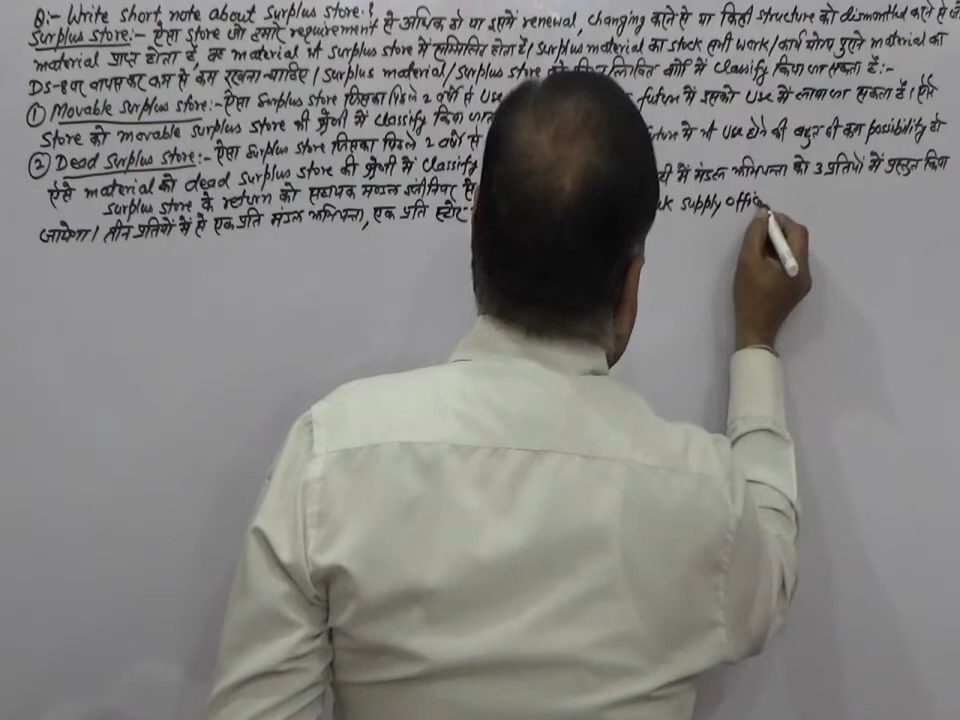 Q:- Write short note about surplus store?
Surplus store:- ऐसा store जो हमारे requirement से अधिक हो या इसमें renewal, changing करने से या किसी structure को dismantled करने से जो
material प्राप्त होता है, वह material भी surplus store में सम्मिलित होता है/ Surplus material का stock सभी work/कार्य योग्य पुराने material का
DS-8 पर वापस कर कम से कम रखना चाहिए/ Surplus material/surplus store को निम्नलिखित वर्गों में classify किया जा सकता है:-
① Movable surplus store:- ऐसा surplus store जिसका पिछले 2 वर्षों से use future में इसको use में लाया जा सकता है। ऐसे
store को movable surplus store की श्रेणी में classify किया जाता
② Dead surplus store:- ऐसा surplus store जिसका पिछले 2 वर्षों से में भी use होने की बहुत ही कम possibility हो
ऐसे material को dead surplus store की श्रेणी में classify
surplus store के return को सहायक मण्डल इंजीनियर में मंडल अभियन्ता को 3 प्रतियों में प्रस्तुत किया
जायेगा। तीन प्रतियों में से एक प्रति मंडल अभियन्ता, एक प्रति supply offic